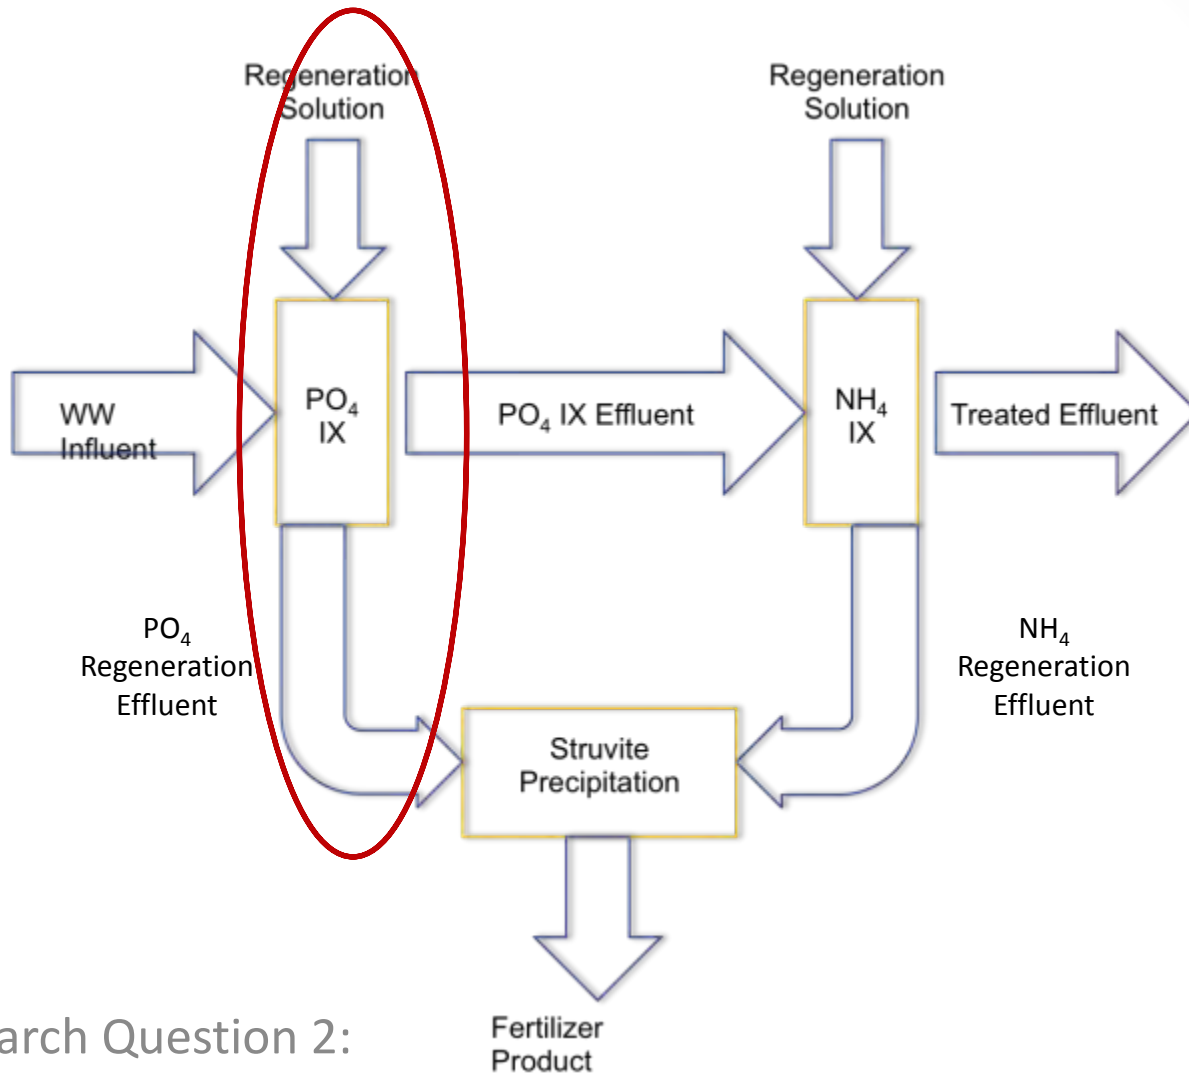 Regeneration
Solution
Regeneration
Solution
WW
Influent
PO₄
IX
PO₄ IX Effluent
NH₄
IX
Treated Effluent
PO₄
Regeneration
Effluent
NH₄
Regeneration
Effluent
Struvite
Precipitation
Fertilizer
Product
arch Question 2: